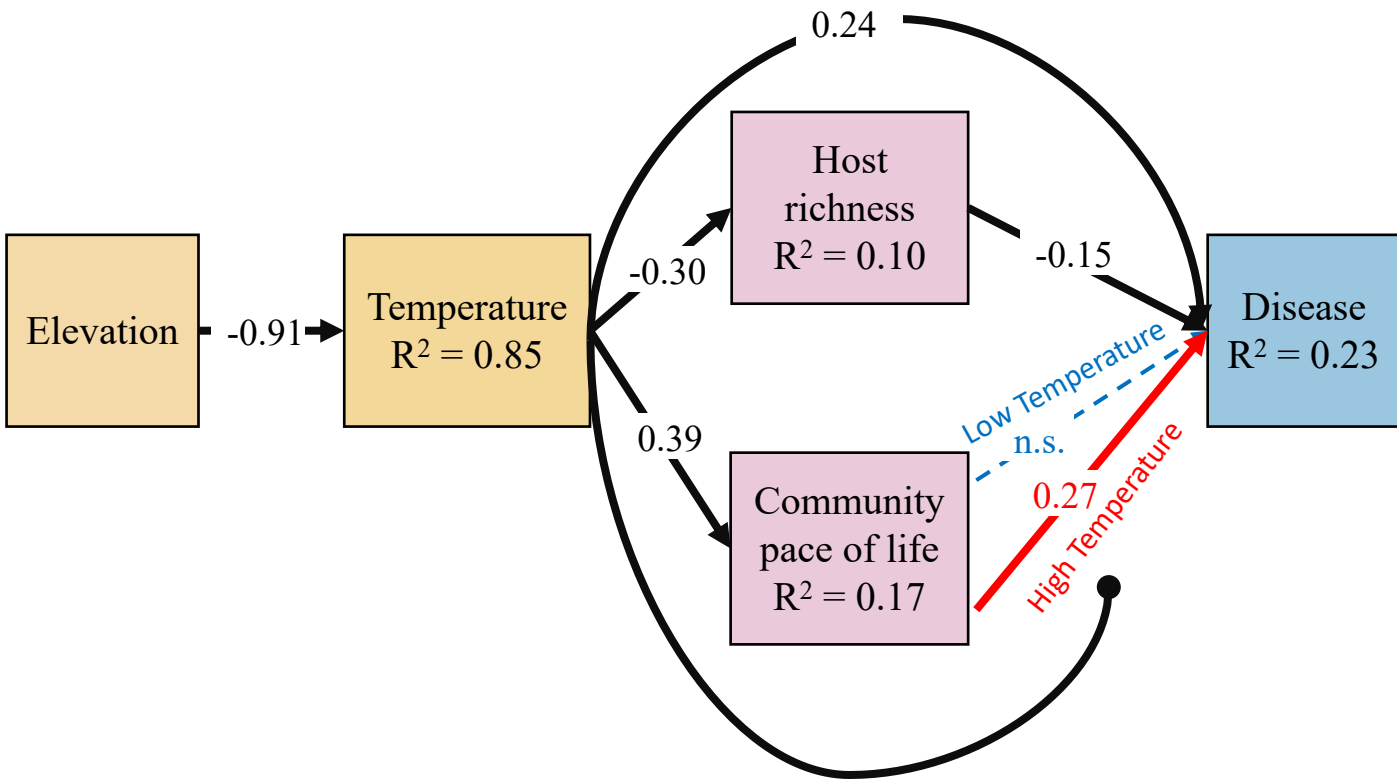 0.24
Host
richness
R² = 0.10
-0.30
-0.15
Elevation
-0.91
Temperature
R² = 0.85
Disease
R² = 0.23
Low Temperature
n.s.
0.39
0.27
High Temperature
Community
pace of life
R² = 0.17